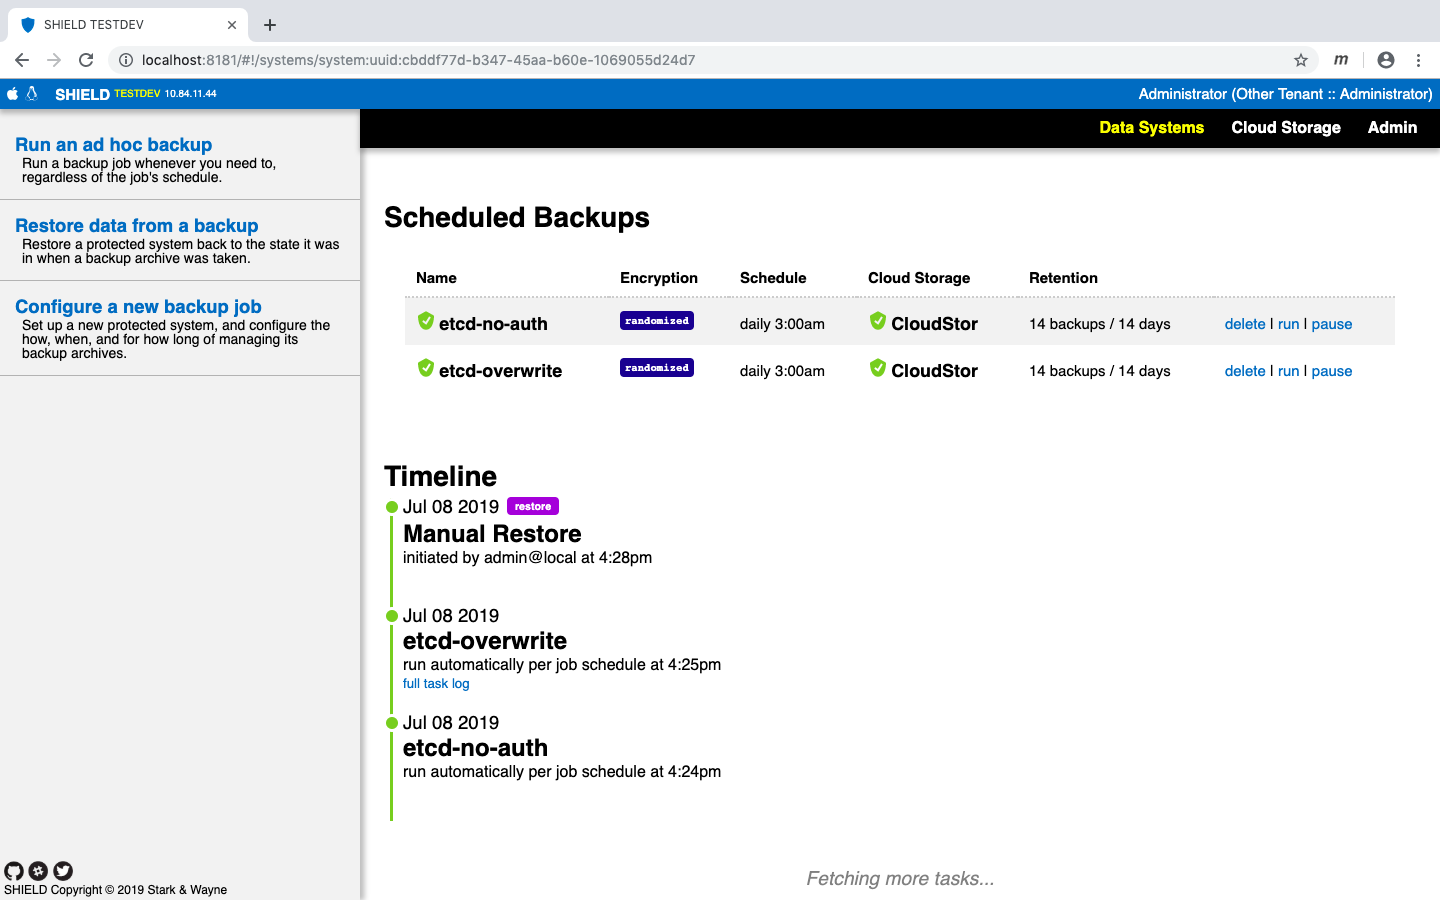 SHIELD TESTDEV
localhost:8181/#!/systems/system:uuid:cbddf77d-b347-45aa-b60e-1069055d24d7
m
SHIELD TESTDEV 10.84.11.44
Administrator (Other Tenant :: Administrator)
Data Systems Cloud Storage Admin
Run an ad hoc backup
Run a backup job whenever you need to,
regardless of the job's schedule.
Restore data from a backup
Restore a protected system back to the state it was
in when a backup archive was taken.
Configure a new backup job
Set up a new protected system, and configure the
how, when, and for how long of managing its
backup archives.
SHIELD Copyright © 2019 Stark & Wayne
Scheduled Backups
Name Encryption Schedule Cloud Storage Retention
etcd-no-auth randomized daily 3:00am CloudStor 14 backups / 14 days delete | run | pause
etcd-overwrite randomized daily 3:00am CloudStor 14 backups / 14 days delete | run | pause
Timeline
Jul 08 2019 restore
Manual Restore
initiated by admin@local at 4:28pm
Jul 08 2019
etcd-overwrite
run automatically per job schedule at 4:25pm
full task log
Jul 08 2019
etcd-no-auth
run automatically per job schedule at 4:24pm
Fetching more tasks...